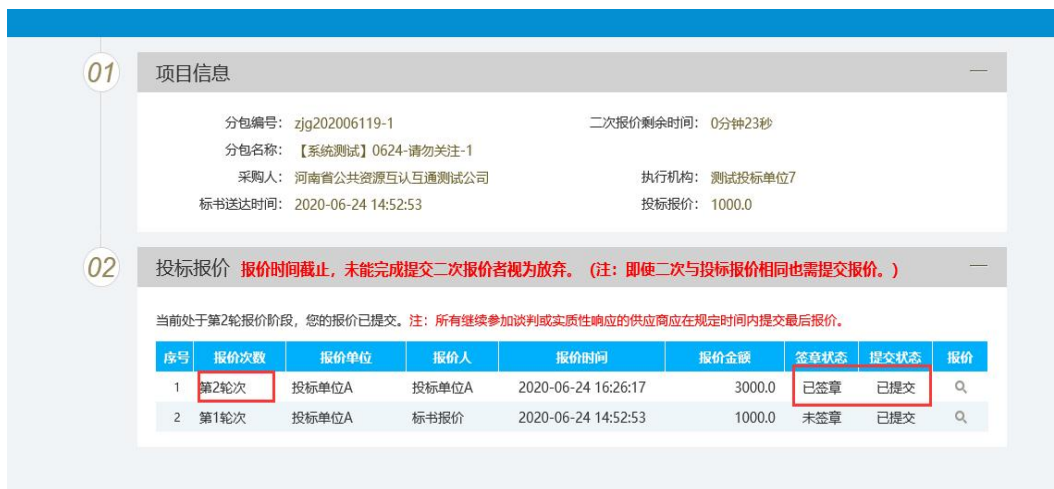 01 项目信息
分包编号: zjg202006119-1 二次报价剩余时间: 0分钟23秒
分包名称: 【系统测试】0624-请勿关注-1
采购人: 河南省公共资源互认互通测试公司 执行机构: 测试投标单位7
标书送达时间: 2020-06-24 14:52:53 投标报价: 1000.0
02 投标报价 报价时间截止，未能完成提交二次报价者视为放弃。（注：即使二次与投标报价相同也需提交报价。）
当前处于第2轮报价阶段，您的报价已提交。注：所有继续参加谈判或实质性响应的供应商应在规定时间内提交最后报价。
序号 报价次数 报价单位 报价人 报价时间 报价金额 签章状态 提交状态 报价
1 第2轮次 投标单位A 投标单位A 2020-06-24 16:26:17 3000.0 已签章 已提交
2 第1轮次 投标单位A 标书报价 2020-06-24 14:52:53 1000.0 未签章 已提交